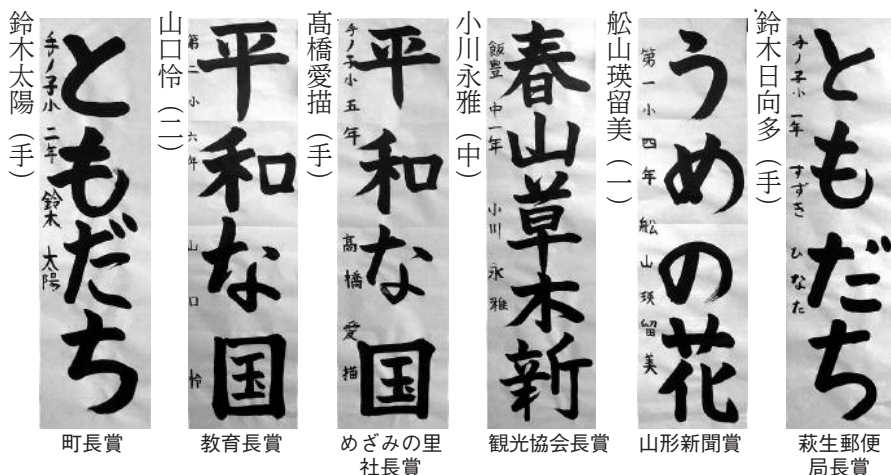 鈴木日向多（手）
ともだち
手ノ子小 一年 すずき ひなた
萩生郵便
局長賞
舩山瑛留美（一）
うめの花
第一小 四年 舩山瑛留美
山形新聞賞
小川永雅（中）
春山草木新
飯豊中一年 小川永雅
観光協会長賞
髙橋愛描（手）
平和な国
手ノ子小五年 髙橋愛描
めざみの里
社長賞
山口怜（二）
平和な国
第二小六年 山口怜
教育長賞
鈴木太陽（手）
ともだち
手ノ子小 二年 鈴木太陽
町長賞